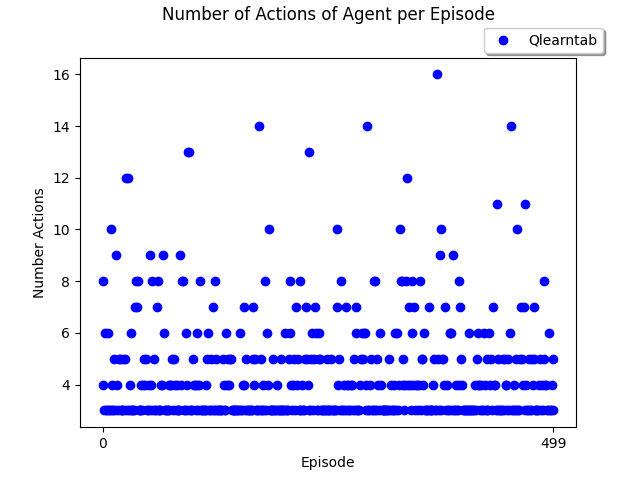 Number of Actions of Agent per Episode
Qlearntab
16
14
12
10
8
6
4
Number Actions
0
499
Episode